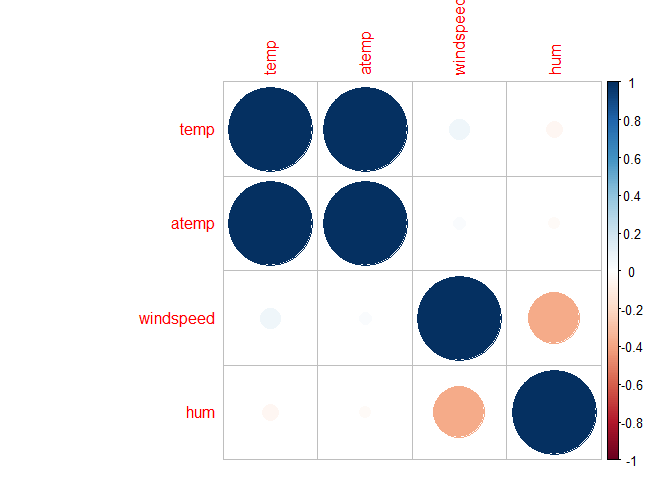 temp
atemp
windspeed
hum
temp
atemp
windspeed
hum
1
0.8
0.6
0.4
0.2
0
-0.2
-0.4
-0.6
-0.8
-1